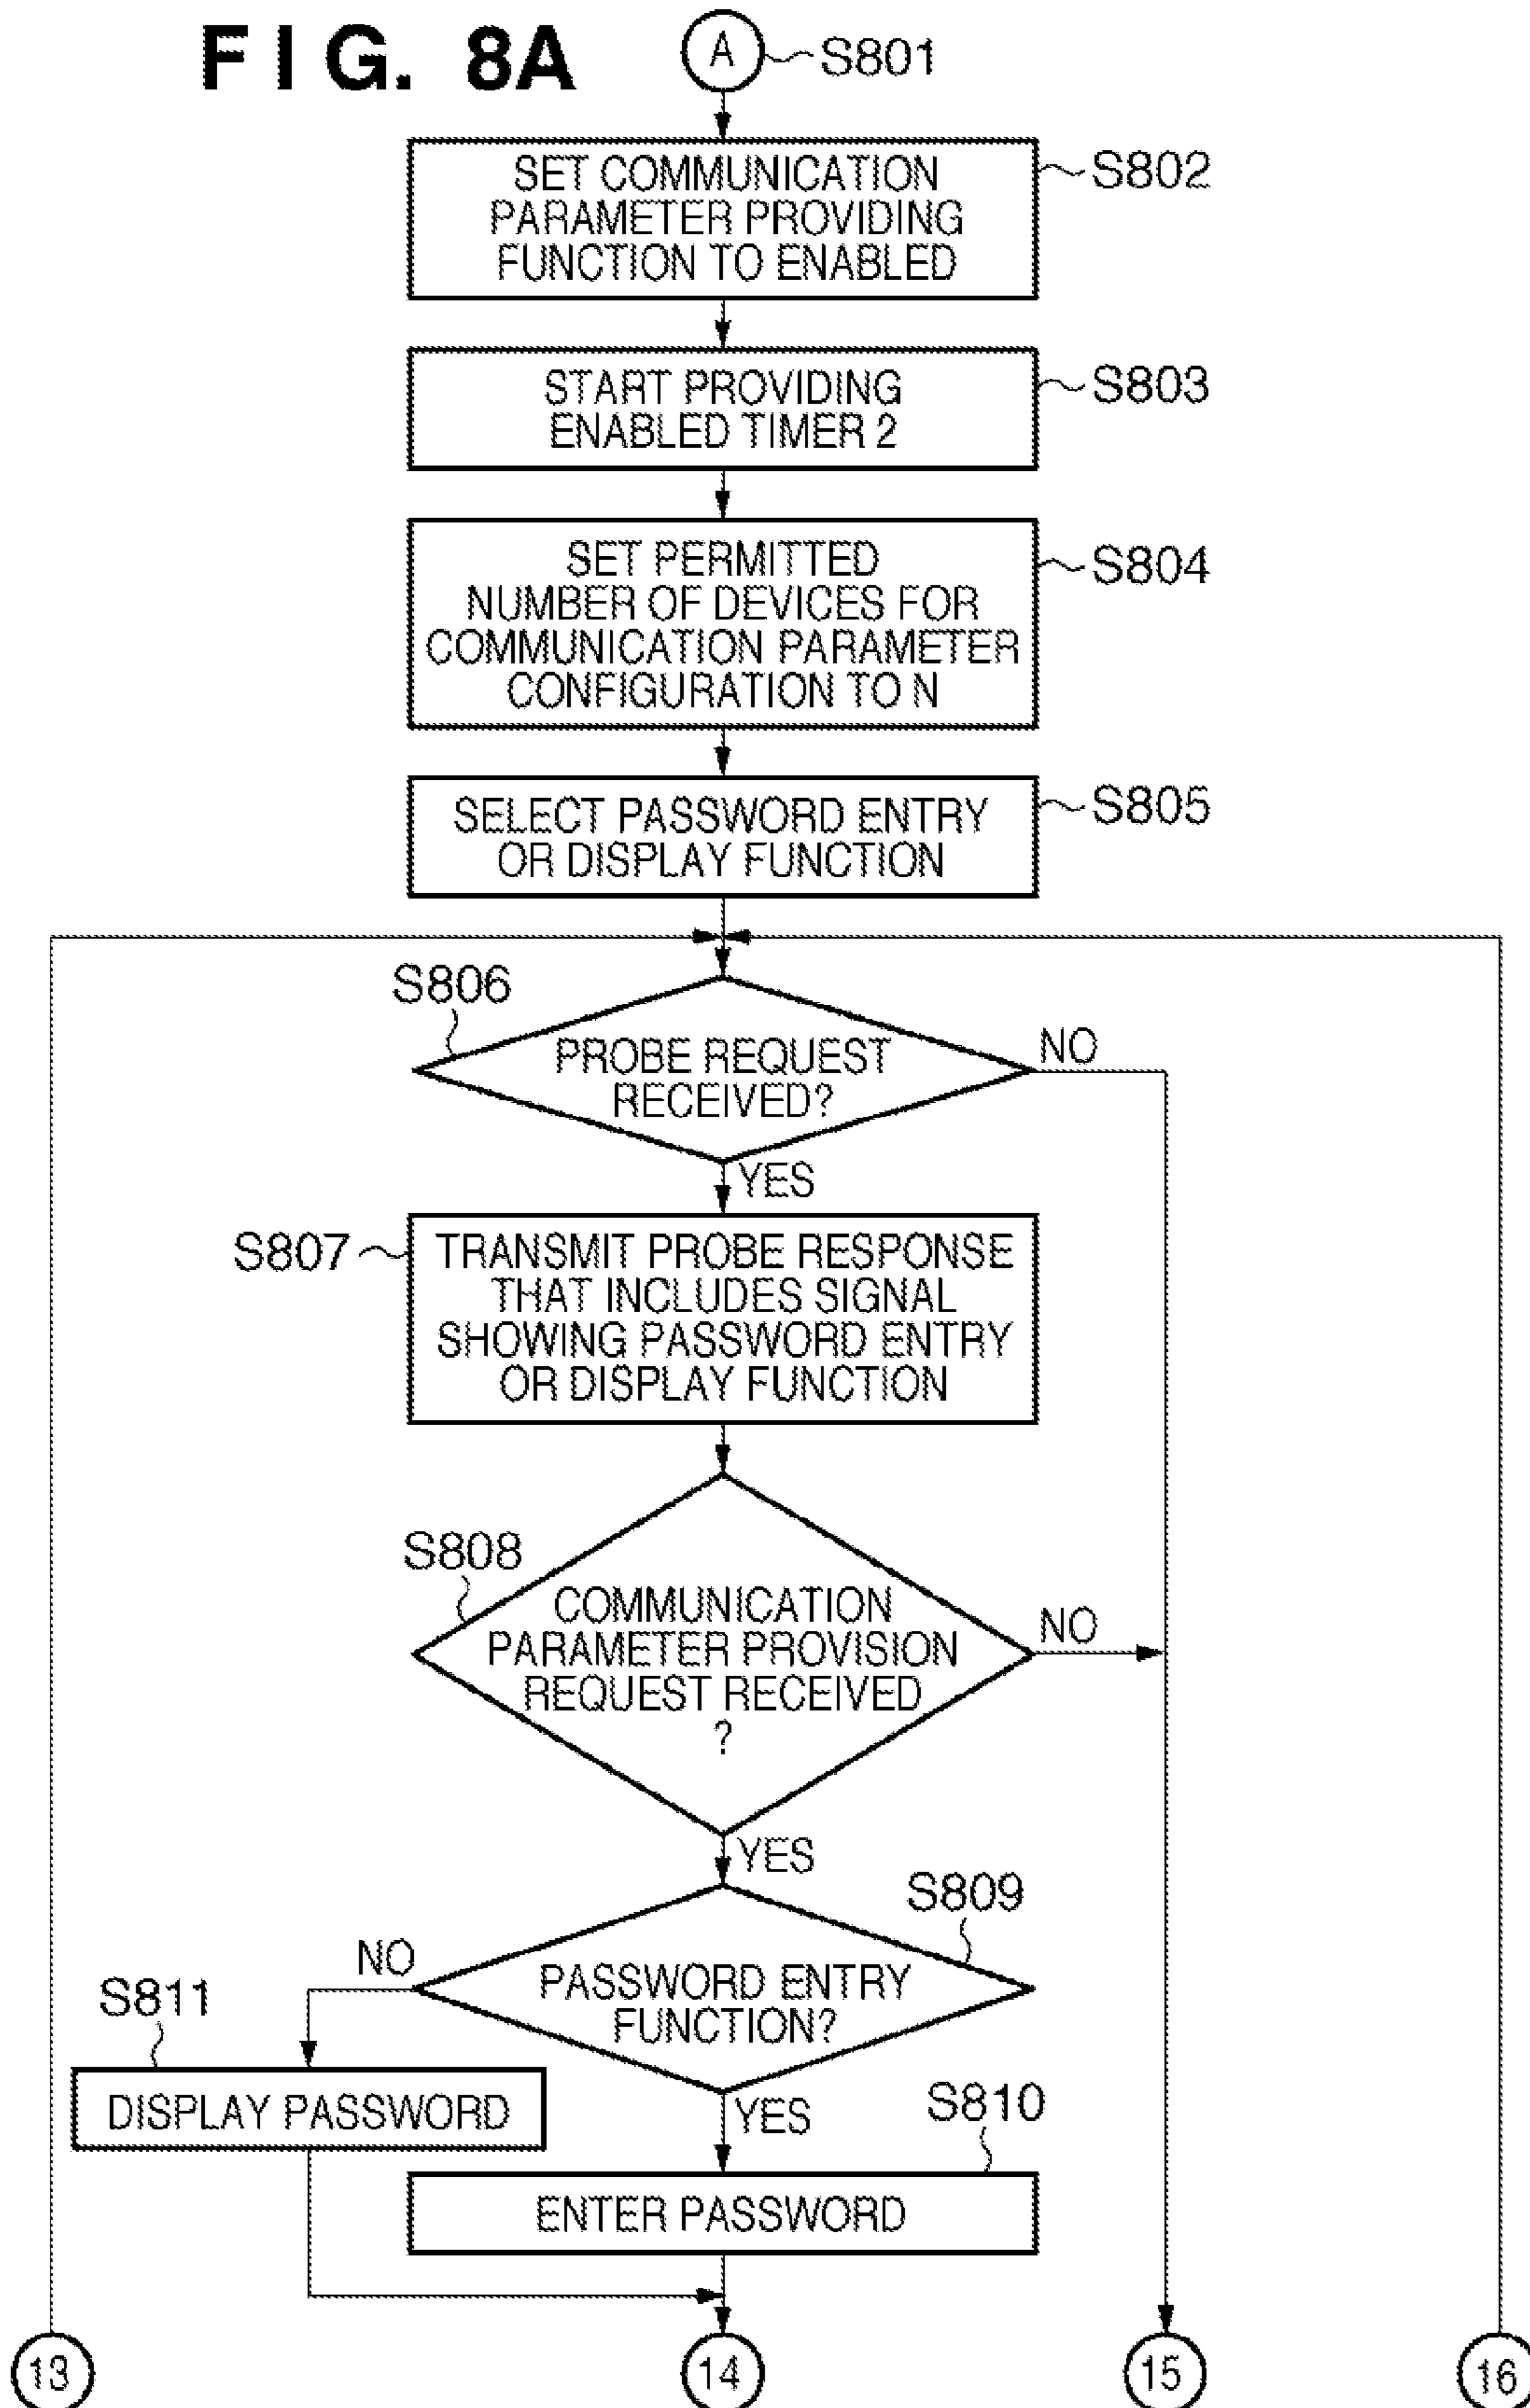 FIG. 8A
A
S801
SET COMMUNICATION
PARAMETER PROVIDING
FUNCTION TO ENABLED
S802
START PROVIDING
ENABLED TIMER 2
S803
SET PERMITTED
NUMBER OF DEVICES FOR
COMMUNICATION PARAMETER
CONFIGURATION TO N
S804
SELECT PASSWORD ENTRY
OR DISPLAY FUNCTION
S805
S806
PROBE REQUEST
RECEIVED?
NO
YES
S807
TRANSMIT PROBE RESPONSE
THAT INCLUDES SIGNAL
SHOWING PASSWORD ENTRY
OR DISPLAY FUNCTION
S808
COMMUNICATION
PARAMETER PROVISION
REQUEST RECEIVED
?
NO
YES
S809
PASSWORD ENTRY
FUNCTION?
NO
S811
DISPLAY PASSWORD
YES
S810
ENTER PASSWORD
13
14
15
16